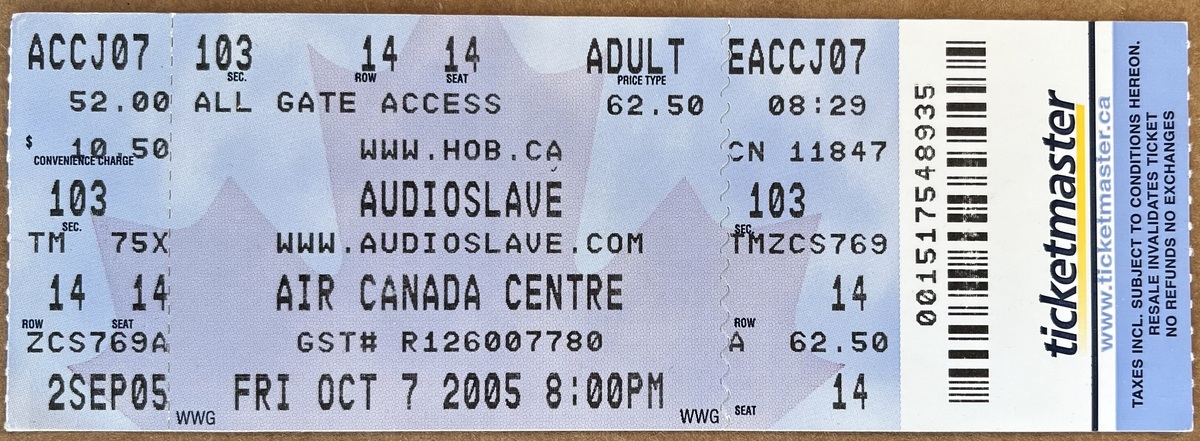 ACCJ07 103 14 14 ADULT EACCJ07
SEC. ROW SEAT PRICE TYPE
52.00 ALL GATE ACCESS 62.50 08:29
$ 10.50 WWW.HOB.CA CN 11847
CONVENIENCE CHARGE
103 AUDIOSLAVE 103
SEC. SEC.
TM 75X WWW.AUDIOSLAVE.COM TMZCS769
14 14 AIR CANADA CENTRE 14
ROW SEAT ROW
ZCS769A GST# R126007780 A 62.50
2SEP05 FRI OCT 7 2005 8:00PM 14
WWG WWG SEAT
001517548935
ticketmaster
www.ticketmaster.ca
TAXES INCL. SUBJECT TO CONDITIONS HEREON.
RESALE INVALIDATES TICKET
NO REFUNDS NO EXCHANGES